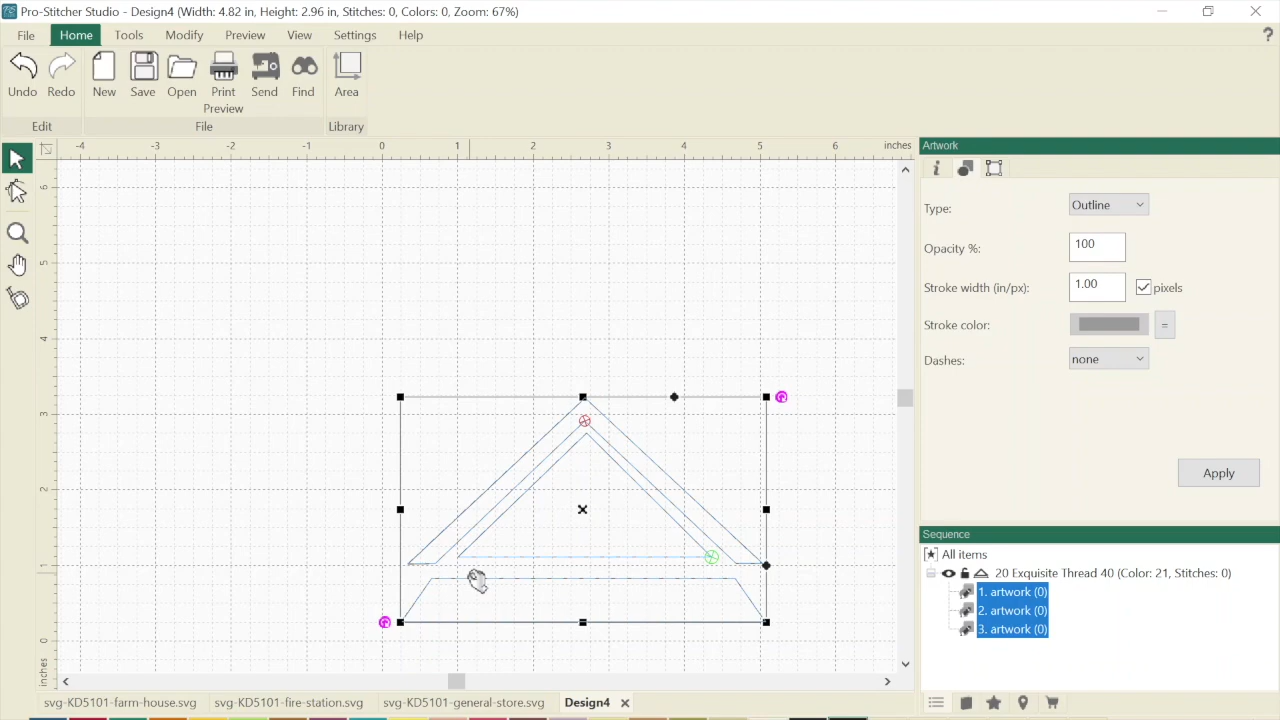 Pro-Stitcher Studio - Design4 (Width: 4.82 in, Height: 2.96 in, Stitches: 0, Colors: 0, Zoom: 67%)
File Home Tools Modify Preview View Settings Help
?
Undo Redo New Save Open Print Send Find Area
Preview
Edit File Library
-4 -3 -2 -1 0 1 2 3 4 5 6 inches
6
5
4
3
2
1
0
inches
Artwork
Type: Outline
Opacity %: 100
Stroke width (in/px): 1.00 pixels
Stroke color: =
Dashes: none
Apply
Sequence
All items
20 Exquisite Thread 40 (Color: 21, Stitches: 0)
1. artwork (0)
2. artwork (0)
3. artwork (0)
svg-KD5101-farm-house.svg svg-KD5101-fire-station.svg svg-KD5101-general-store.svg Design4